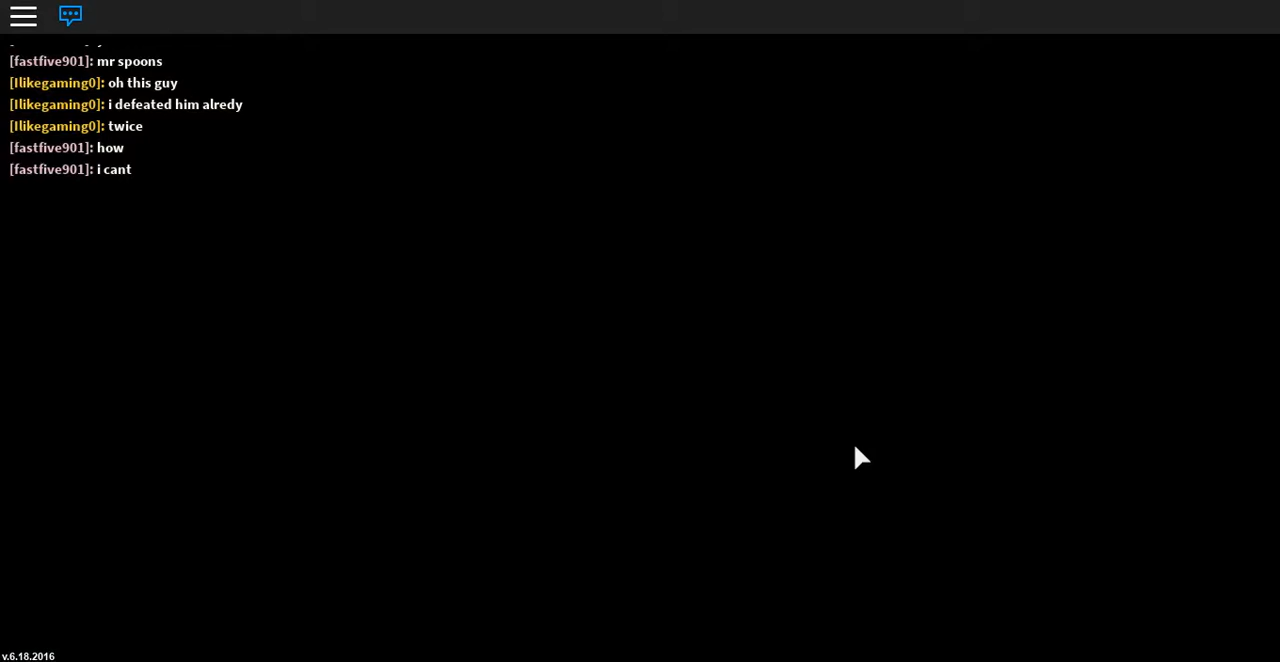 [fastfive901]: mr spoons
[Ilikegaming0]: oh this guy
[Ilikegaming0]: i defeated him alredy
[Ilikegaming0]: twice
[fastfive901]: how
[fastfive901]: i cant
v.6.18.2016